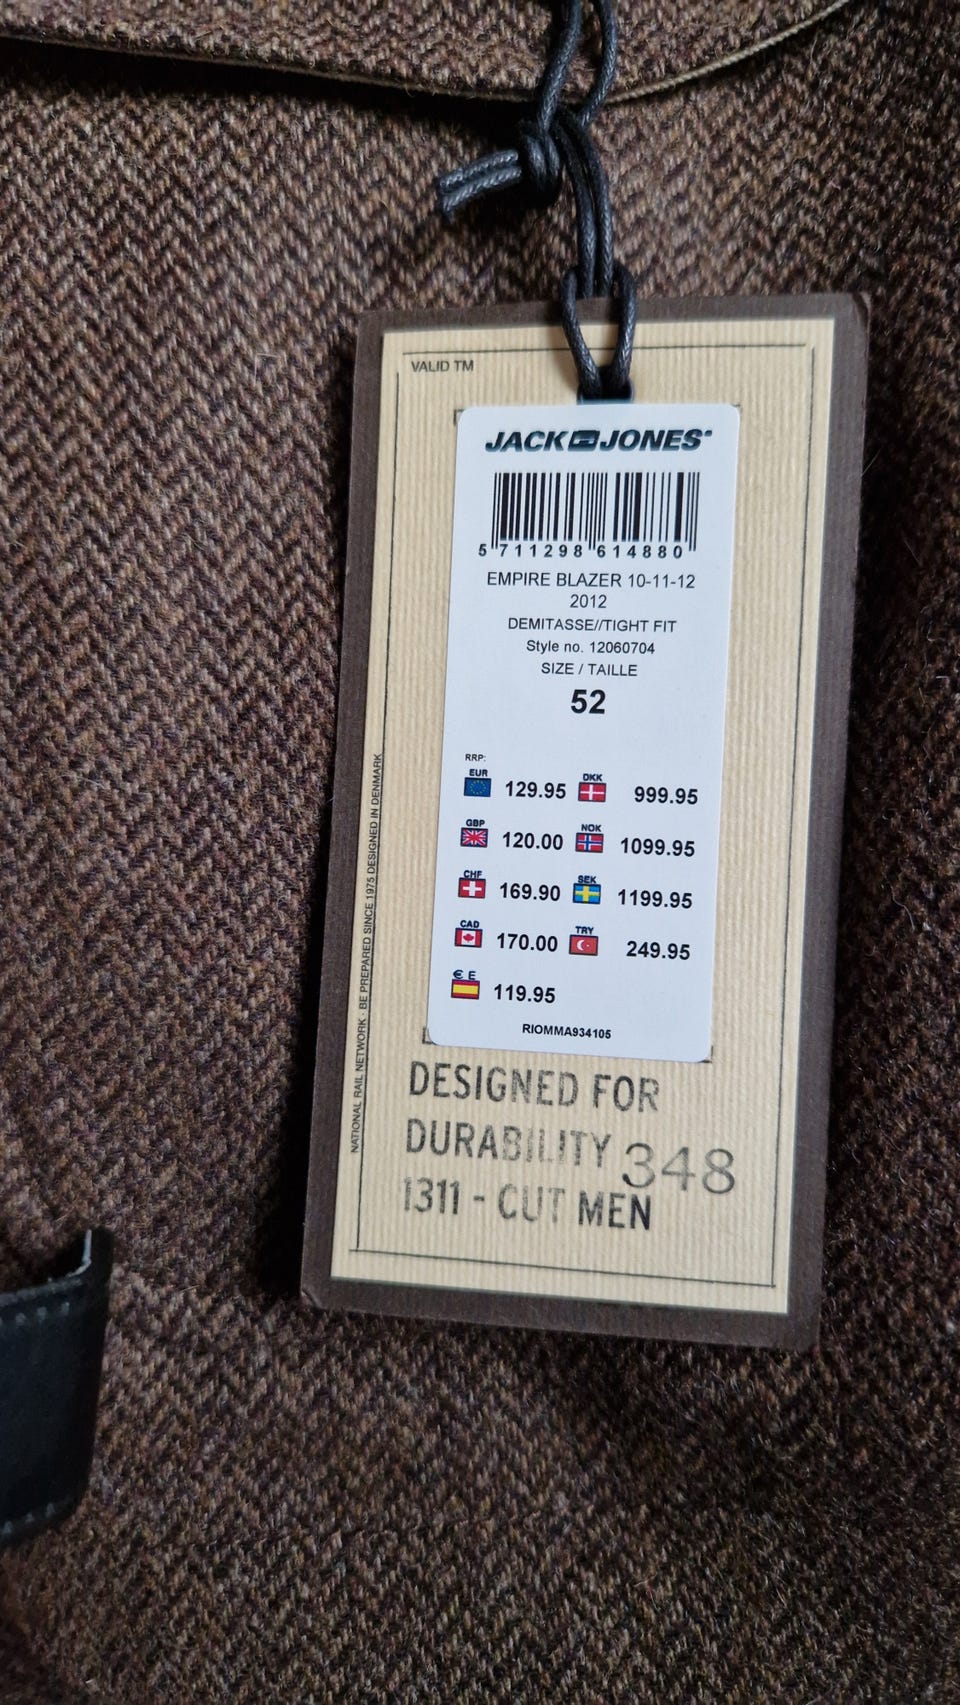 VALID TM
JACK JONES
5 711298 614880
EMPIRE BLAZER 10-11-12
2012
DEMITASSE//TIGHT FIT
Style no. 12060704
SIZE / TAILLE
52
RRP:
EUR 129.95 DKK 999.95
GBP 120.00 NOK 1099.95
CHF 169.90 SEK 1199.95
CAD 170.00 TRY 249.95
€ E 119.95
RIOMMA934105
NATIONAL RAIL NETWORK · BE PREPARED SINCE 1975 DESIGNED IN DENMARK
DESIGNED FOR
DURABILITY 348
1311 - CUT MEN